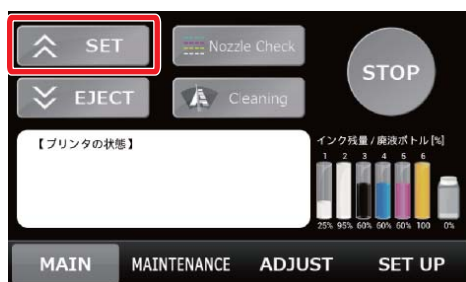 SET
Nozzle Check
STOP
EJECT
Cleaning
【プリンタの状態】
インク残量/廃液ボトル[%]
1 2 3 4 5 6
25% 95% 60% 60% 60% 100 0%
MAIN MAINTENANCE ADJUST SET UP